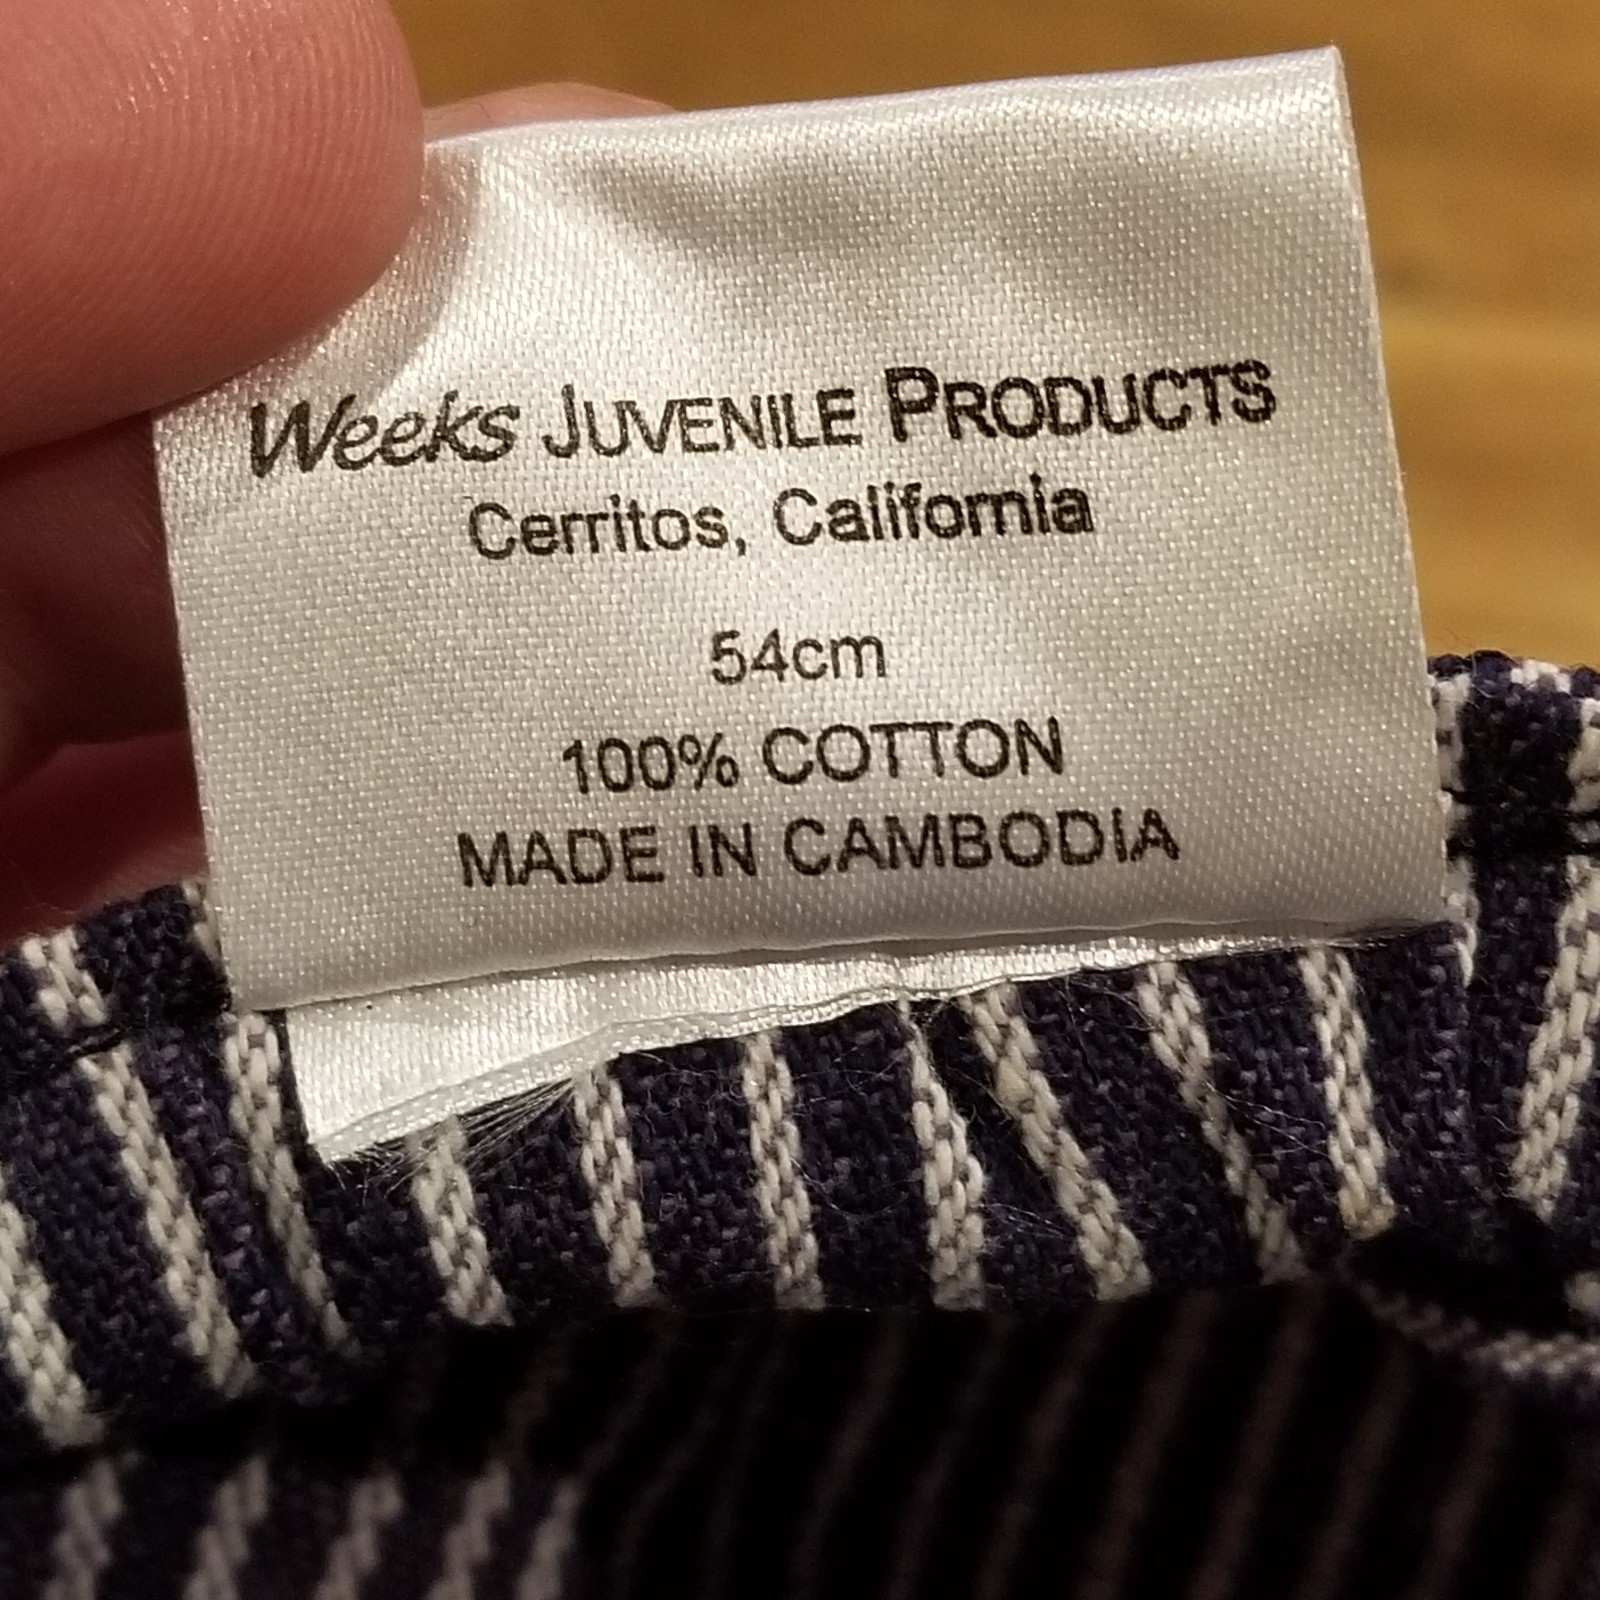 Weeks JUVENILE PRODUCTS
Cerritos, California
54cm
100% COTTON
MADE IN CAMBODIA